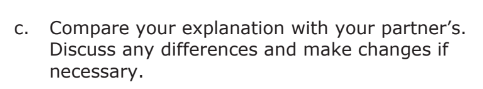 c. Compare your explanation with your partner's.
Discuss any differences and make changes if
necessary.